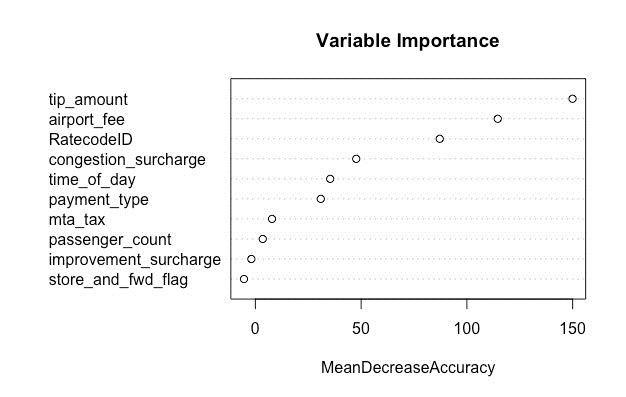 Variable Importance
tip_amount
airport_fee
RatecodeID
congestion_surcharge
time_of_day
payment_type
mta_tax
passenger_count
improvement_surcharge
store_and_fwd_flag
0 50 100 150
MeanDecreaseAccuracy